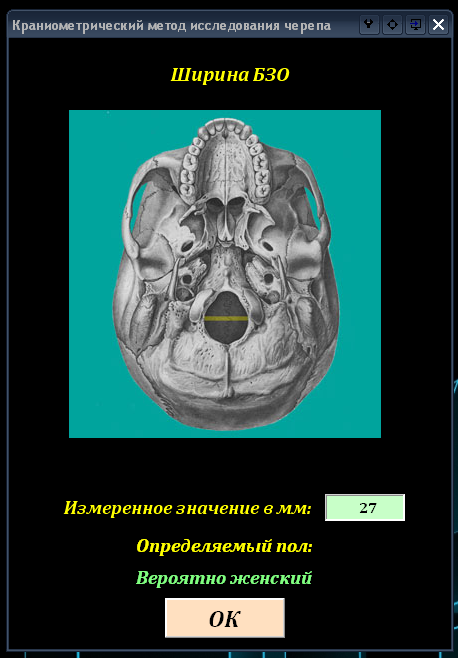 Краниометрический метод исследования черепа
Ширина БЗО
Измеренное значение в мм: 27
Определяемый пол:
Вероятно женский
ОК